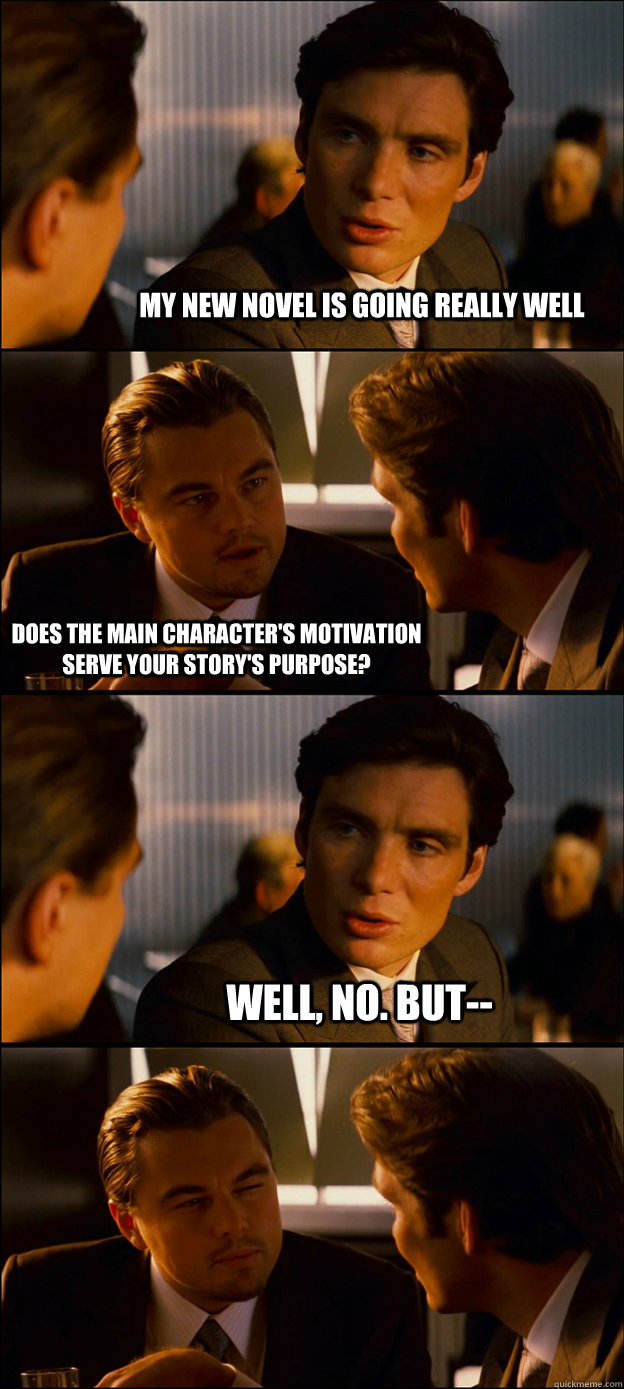 MY NEW NOVEL IS GOING REALLY WELL
DOES THE MAIN CHARACTER'S MOTIVATION
SERVE YOUR STORY'S PURPOSE?
WELL, NO. BUT--
quickmeme.com